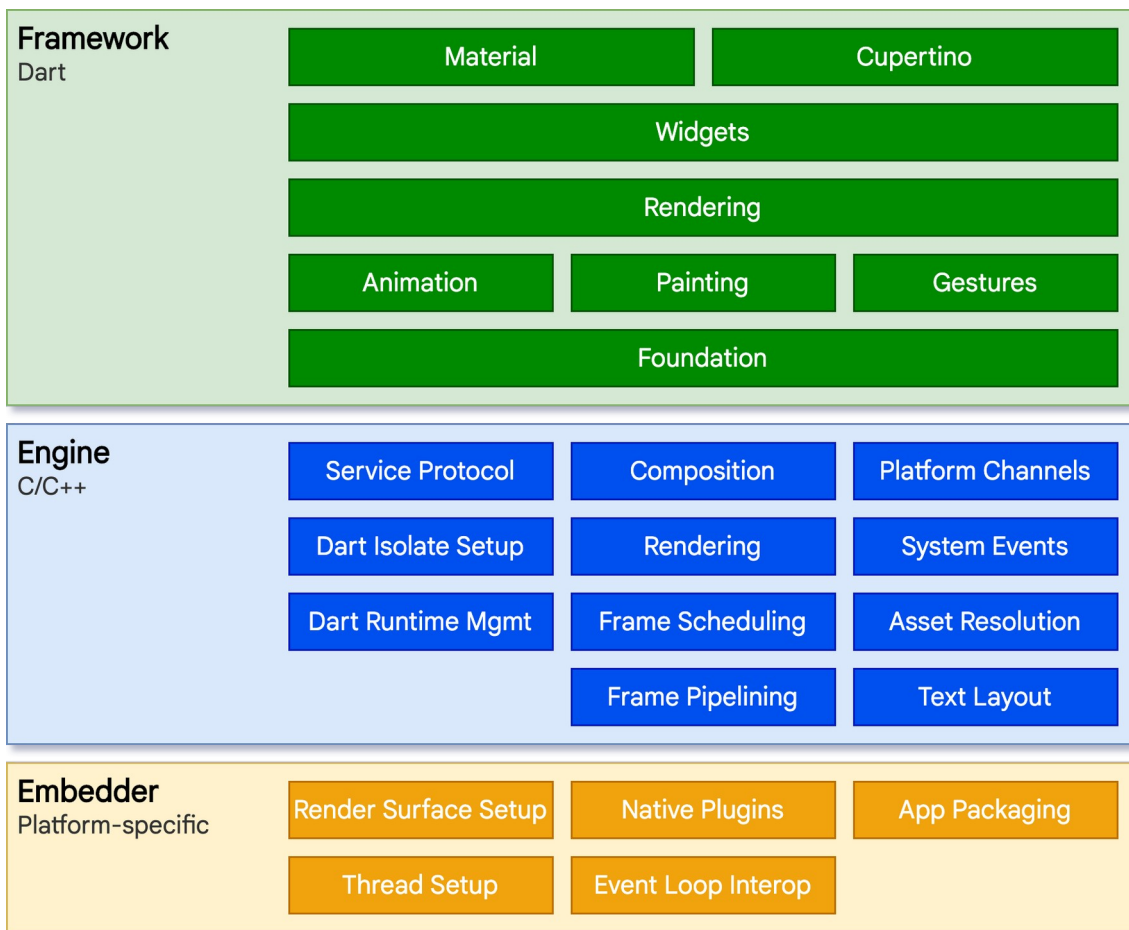 Framework
Dart
Material
Cupertino
Widgets
Rendering
Animation
Painting
Gestures
Foundation
Engine
C/C++
Service Protocol
Composition
Platform Channels
Dart Isolate Setup
Rendering
System Events
Dart Runtime Mgmt
Frame Scheduling
Asset Resolution
Frame Pipelining
Text Layout
Embedder
Platform-specific
Render Surface Setup
Native Plugins
App Packaging
Thread Setup
Event Loop Interop